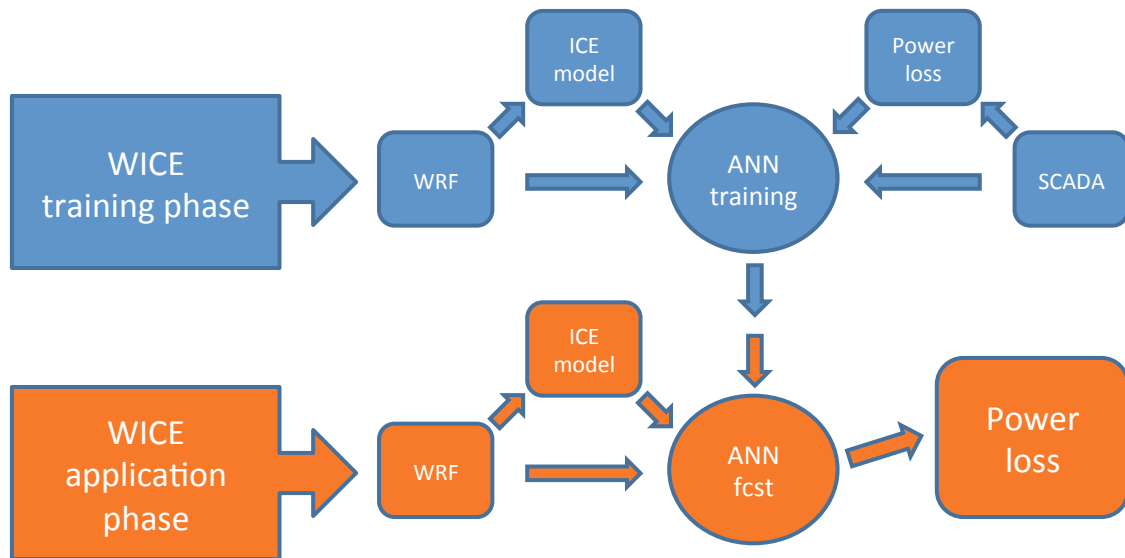 ICE
model
Power
loss
WICE
training phase
WRF
ANN
training
SCADA
ICE
model
WICE
application
phase
WRF
ANN
fcst
Power
loss